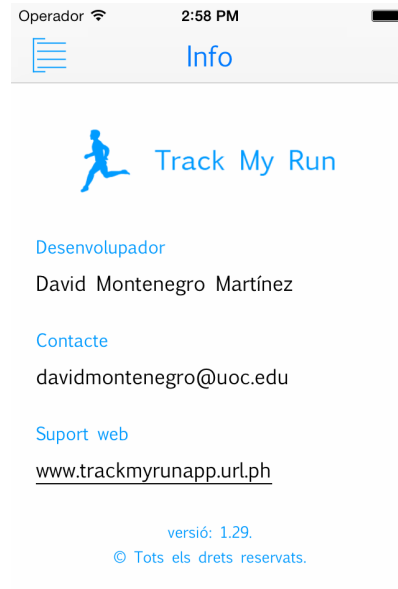 Operador 2:58 PM
Info
Track My Run
Desenvolupador
David Montenegro Martínez
Contacte
davidmontenegro@uoc.edu
Suport web
www.trackmyrunapp.url.ph
versió: 1.29.
© Tots els drets reservats.